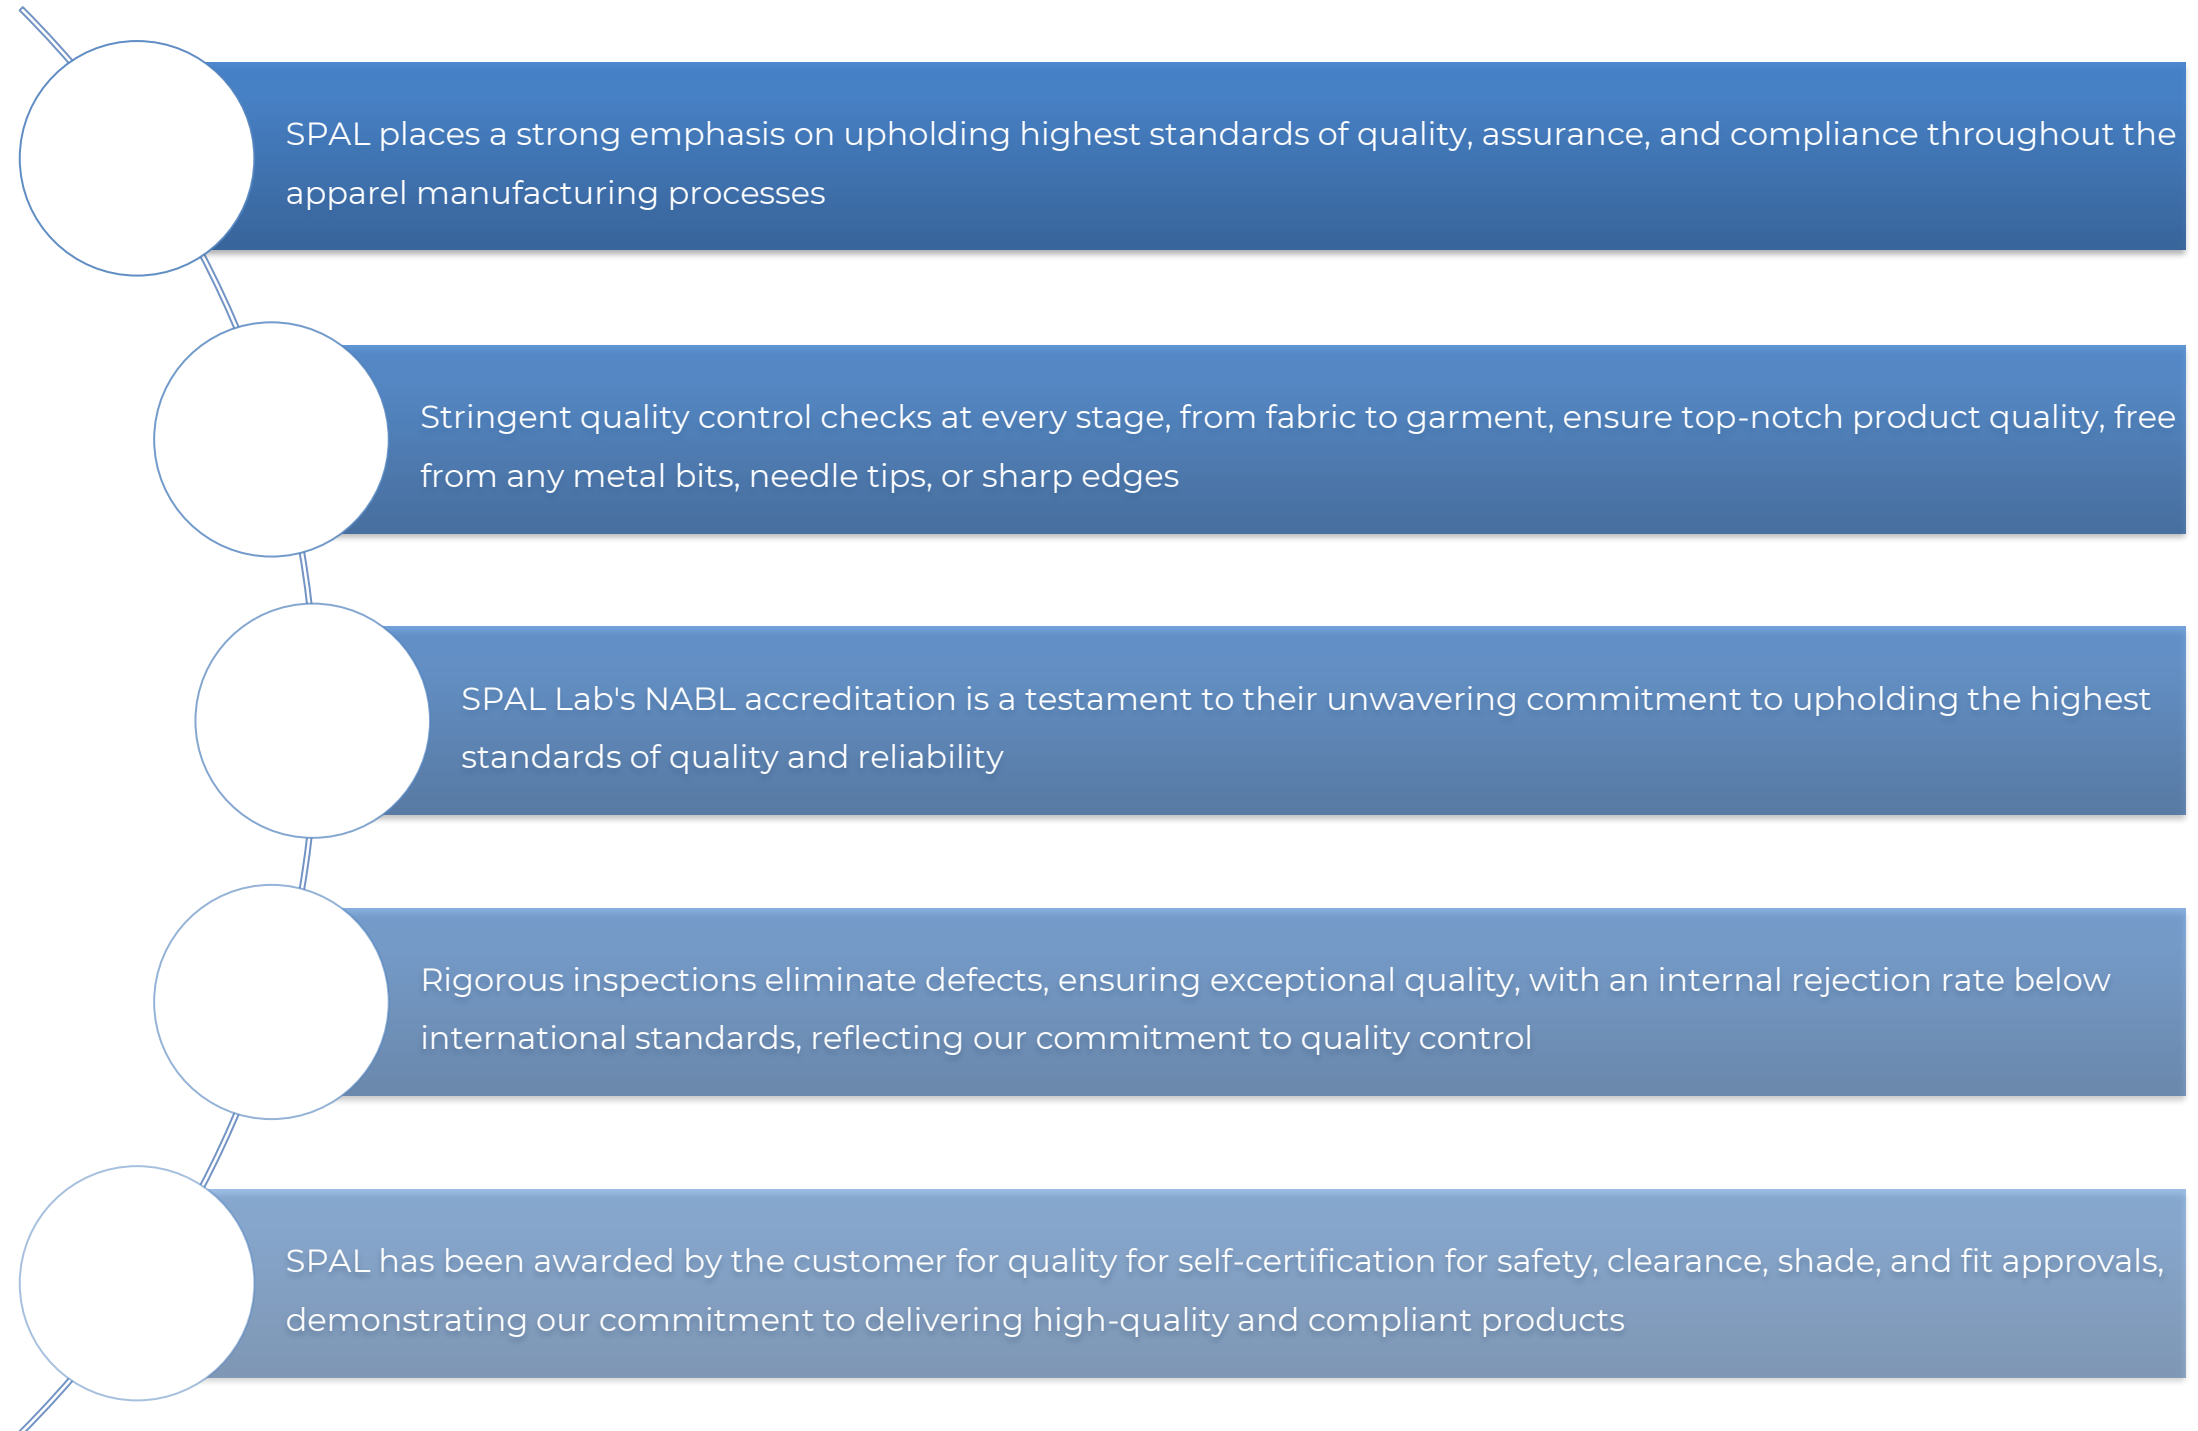 SPAL places a strong emphasis on upholding highest standards of quality, assurance, and compliance throughout the
apparel manufacturing processes
Stringent quality control checks at every stage, from fabric to garment, ensure top-notch product quality, free
from any metal bits, needle tips, or sharp edges
SPAL Lab's NABL accreditation is a testament to their unwavering commitment to upholding the highest
standards of quality and reliability
Rigorous inspections eliminate defects, ensuring exceptional quality, with an internal rejection rate below
international standards, reflecting our commitment to quality control
SPAL has been awarded by the customer for quality for self-certification for safety, clearance, shade, and fit approvals,
demonstrating our commitment to delivering high-quality and compliant products